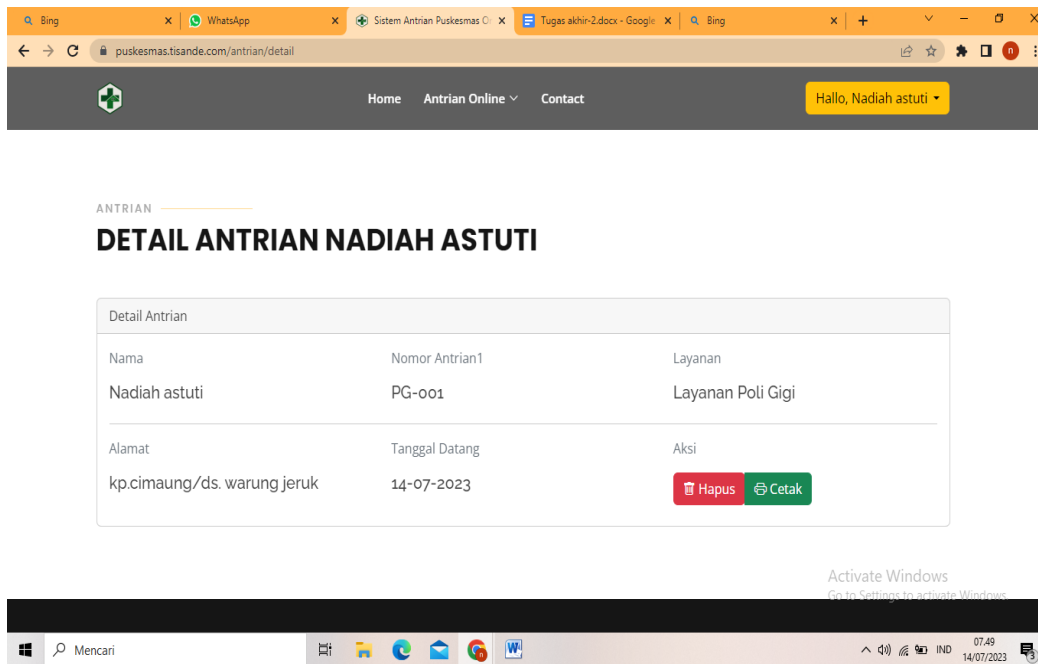 Bing WhatsApp Sistem Antrian Puskesmas O Tugas akhir-2.docx - Google Bing
puskesmas.tisande.com/antrian/detail n
Home Antrian Online Contact Hallo, Nadiah astuti
ANTRIAN
DETAIL ANTRIAN NADIAH ASTUTI
Detail Antrian
Nama Nomor Antrian1 Layanan
Nadiah astuti PG-001 Layanan Poli Gigi
Alamat Tanggal Datang Aksi
kp.cimaung/ds. warung jeruk 14-07-2023 Hapus Cetak
Activate Windows
Go to Settings to activate Windows.
Mencari IND 07.49
14/07/2023 3